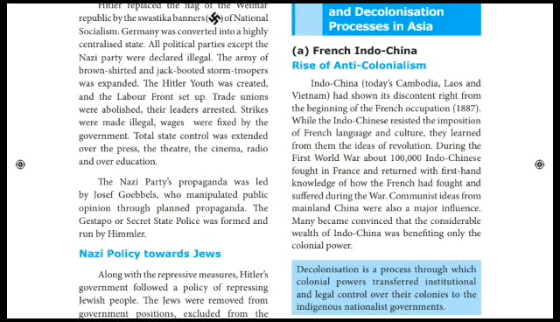 Hitler replaced the flag of the Weimar
republic by the swastika banners (卐) of National
Socialism. Germany was converted into a highly
centralised state. All political parties except the
Nazi party were declared illegal. The army of
brown-shirted and jack-booted storm-troopers
was expanded. The Hitler Youth was created,
and the Labour Front set up. Trade unions
were abolished, their leaders arrested. Strikes
were made illegal, wages were fixed by the
government. Total state control was extended
over the press, the theatre, the cinema, radio
and over education.
The Nazi Party's propaganda was led
by Josef Goebbels, who manipulated public
opinion through planned propaganda. The
Gestapo or Secret State Police was formed and
run by Himmler.
Nazi Policy towards Jews
Along with the repressive measures, Hitler's
government followed a policy of repressing
Jewish people. The Jews were removed from
government positions, excluded from the
and Decolonisation
Processes in Asia
(a) French Indo-China
Rise of Anti-Colonialism
Indo-China (today's Cambodia, Laos and
Vietnam) had shown its discontent right from
the beginning of the French occupation (1887).
While the Indo-Chinese resisted the imposition
of French language and culture, they learned
from them the ideas of revolution. During the
First World War about 100,000 Indo-Chinese
fought in France and returned with first-hand
knowledge of how the French had fought and
suffered during the War. Communist ideas from
mainland China were also a major influence.
Many became convinced that the considerable
wealth of Indo-China was benefiting only the
colonial power.
Decolonisation is a process through which
colonial powers transferred institutional
and legal control over their colonies to the
indigenous nationalist governments.